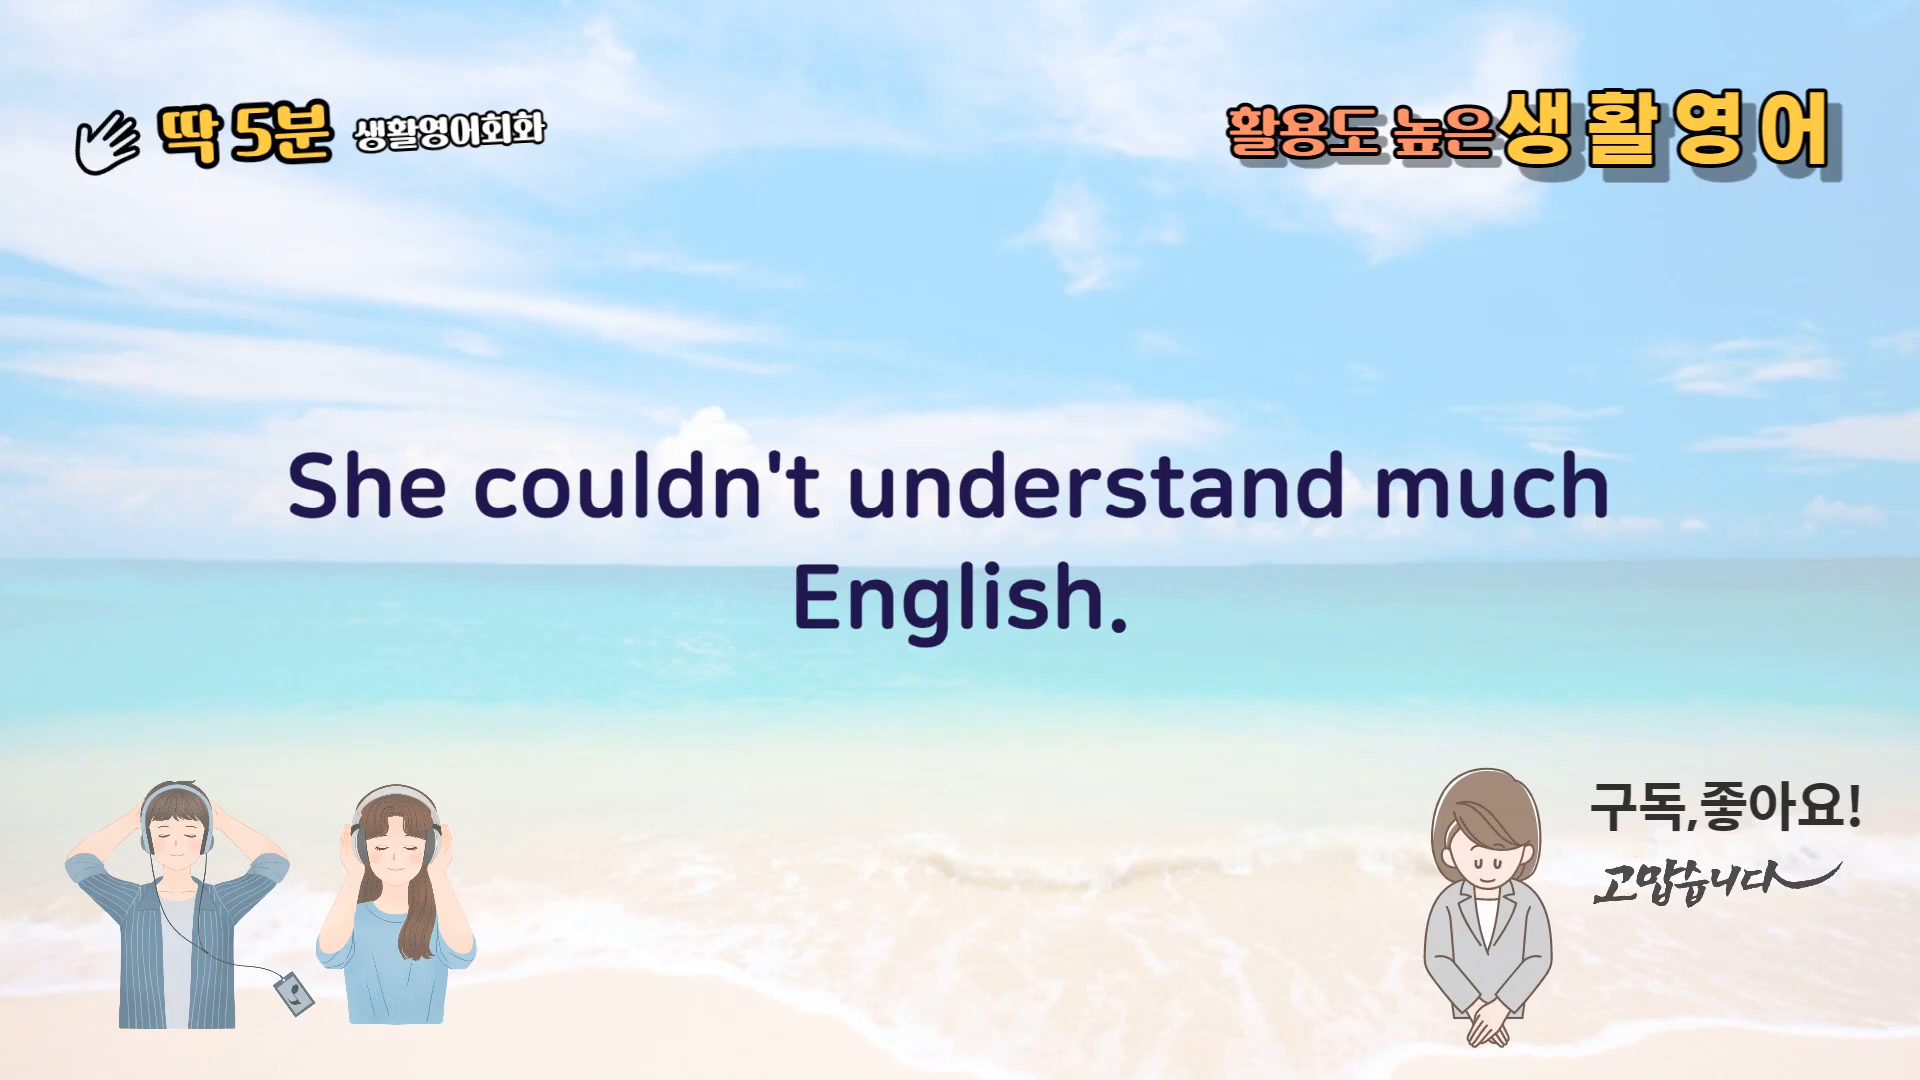 딱 5분 생활영어회화
활용도 높은 생활영어
She couldn't understand much
English.
구독,좋아요!
고맙습니다